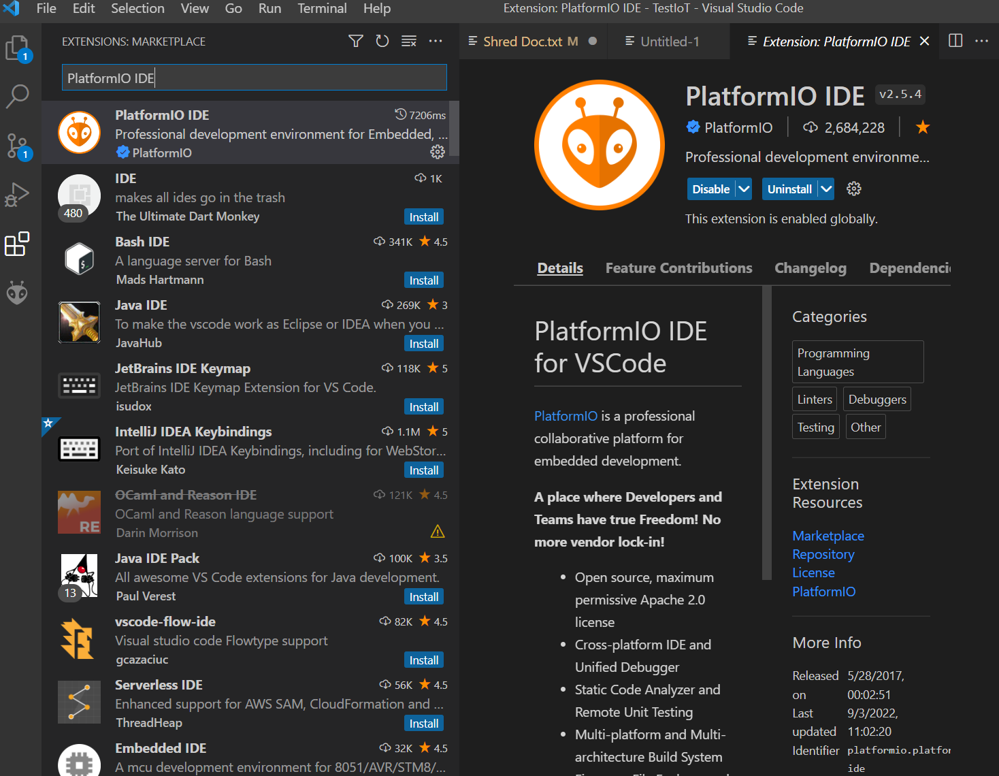 File Edit Selection View Go Run Terminal Help
Extension: PlatformIO IDE - TestIoT - Visual Studio Code
EXTENSIONS: MARKETPLACE
PlatformIO IDE
1
1
PlatformIO IDE 7206ms
Professional development environment for Embedded, ...
PlatformIO
IDE 1K
makes all ides go in the trash
480
The Ultimate Dart Monkey Install
Bash IDE 341K 4.5
A language server for Bash
Mads Hartmann Install
Java IDE 269K 3
To make the vscode work as Eclipse or IDEA when you ...
JavaHub Install
JetBrains IDE Keymap 118K 5
JetBrains IDE Keymap Extension for VS Code.
isudox Install
IntelliJ IDEA Keybindings 1.1M 5
Port of IntelliJ IDEA Keybindings, including for WebStor...
Keisuke Kato Install
OCaml and Reason IDE 121K 4.5
OCaml and Reason language support
RE
Darin Morrison
Java IDE Pack 100K 3.5
All awesome VS Code extensions for Java development.
13
Paul Verest Install
vscode-flow-ide 82K 4.5
Visual studio code Flowtype support
gcazaciuc Install
Serverless IDE 56K 4.5
Enhanced support for AWS SAM, CloudFormation and ...
ThreadHeap Install
Embedded IDE 32K 4.5
A mcu development environment for 8051/AVR/STM8/...
Shred Doc.txt M Untitled-1 Extension: PlatformIO IDE
PlatformIO IDE v2.5.4
PlatformIO 2,684,228
Professional development environme...
Disable Uninstall
This extension is enabled globally.
Details Feature Contributions Changelog Dependenci
PlatformIO IDE
for VSCode
PlatformIO is a professional
collaborative platform for
embedded development.
A place where Developers and
Teams have true Freedom! No
more vendor lock-in!
• Open source, maximum
permissive Apache 2.0
license
• Cross-platform IDE and
Unified Debugger
• Static Code Analyzer and
Remote Unit Testing
• Multi-platform and Multi-
architecture Build System
Categories
Programming
Languages
Linters Debuggers
Testing Other
Extension
Resources
Marketplace
Repository
License
PlatformIO
More Info
Released 5/28/2017,
on 00:02:51
Last 9/3/2022,
updated 11:02:20
Identifier platformio.platfor
ide